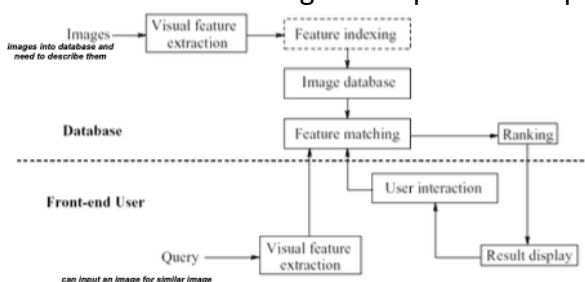 Images
images into database and
need to describe them
Visual feature
extraction
Feature indexing
Image database
Database
Feature matching
Ranking
Front-end User
User interaction
Query
Visual feature
extraction
Result display
can input an image for similar image